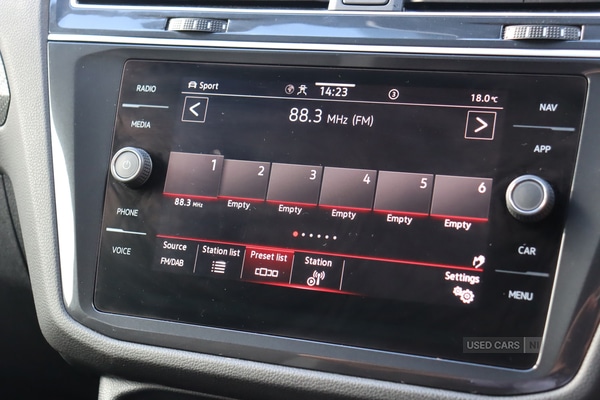 RADIO
MEDIA
PHONE
VOICE
Sport
14:23
3
18.0 °C
88.3 MHz (FM)
1 2 3 4 5 6
88.3 MHz Empty Empty Empty Empty Empty
Source Station list Preset list Station Settings
FM/DAB
NAV
APP
CAR
MENU
USED CARS NI